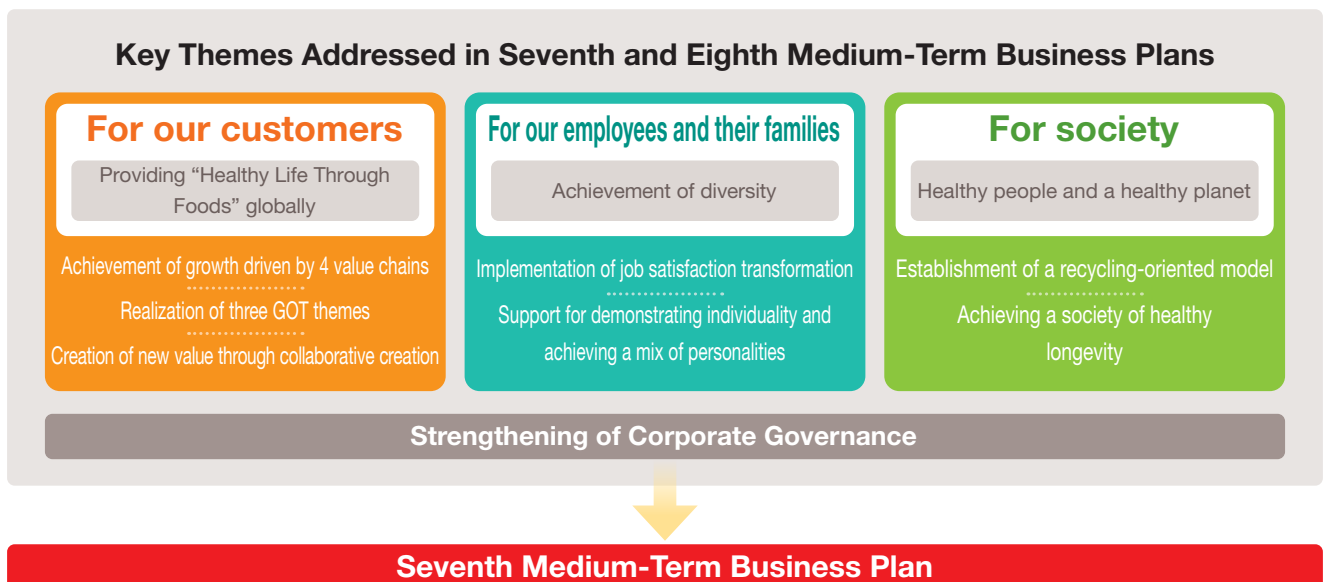 Key Themes Addressed in Seventh and Eighth Medium-Term Business Plans
For our customers
Providing “Healthy Life Through
Foods” globally
Achievement of growth driven by 4 value chains
Realization of three GOT themes
Creation of new value through collaborative creation
For our employees and their families
Achievement of diversity
Implementation of job satisfaction transformation
Support for demonstrating individuality and
achieving a mix of personalities
For society
Healthy people and a healthy planet
Establishment of a recycling-oriented model
Achieving a society of healthy
longevity
Strengthening of Corporate Governance
Seventh Medium-Term Business Plan